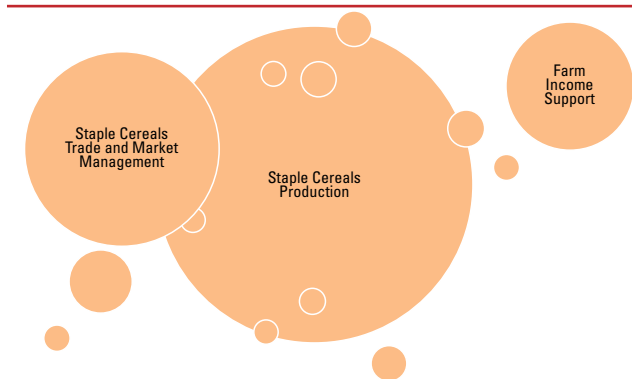 Farm
Income
Support
Staple Cereals
Trade and Market
Management
Staple Cereals
Production